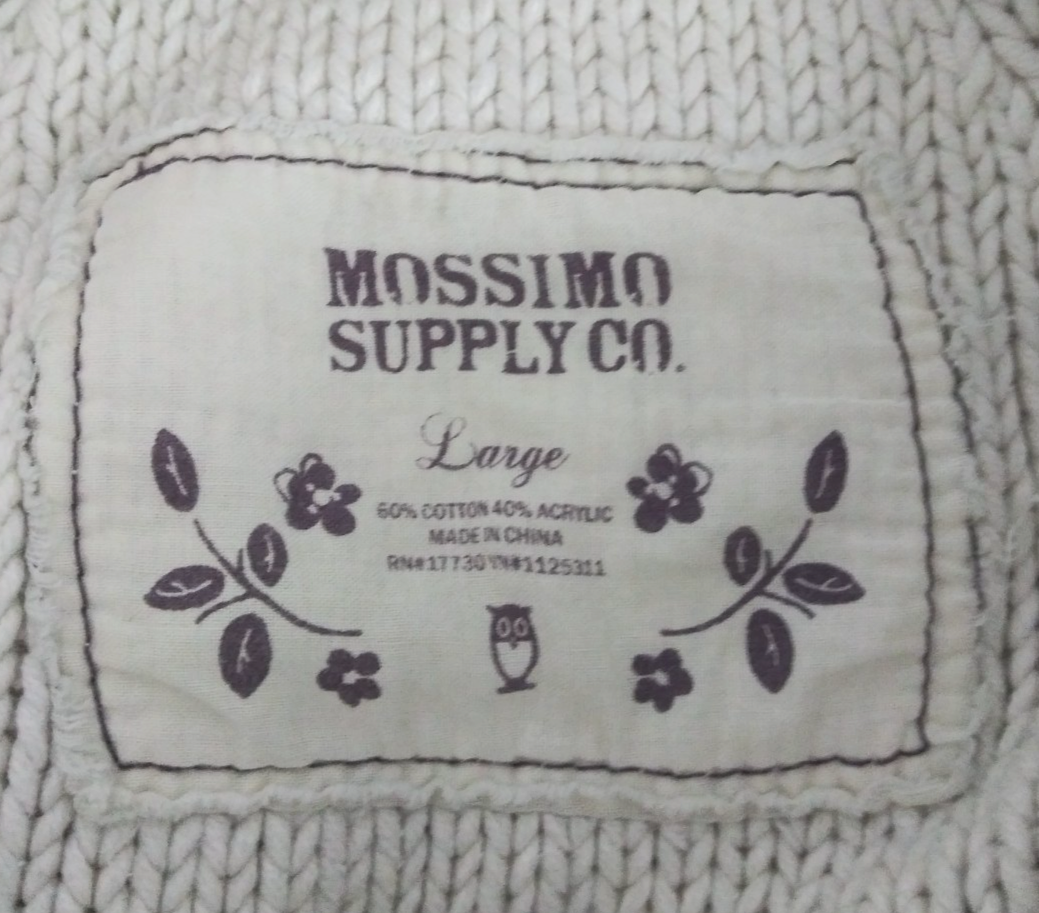 MOSSIMO
SUPPLY CO.
Large
60% COTTON 40% ACRYLIC
MADE IN CHINA
RN#17730 VN#1125311